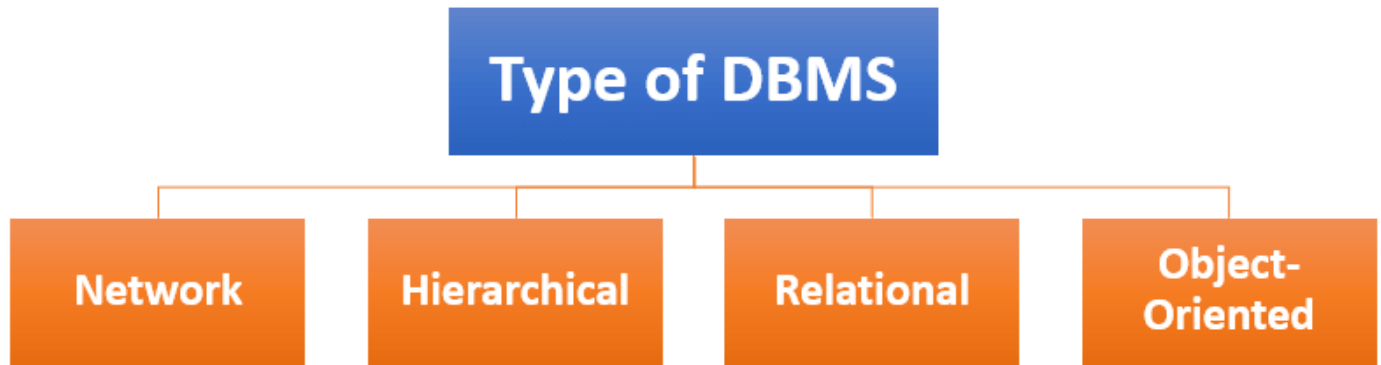 Type of DBMS
Network
Hierarchical
Relational
Object-
Oriented